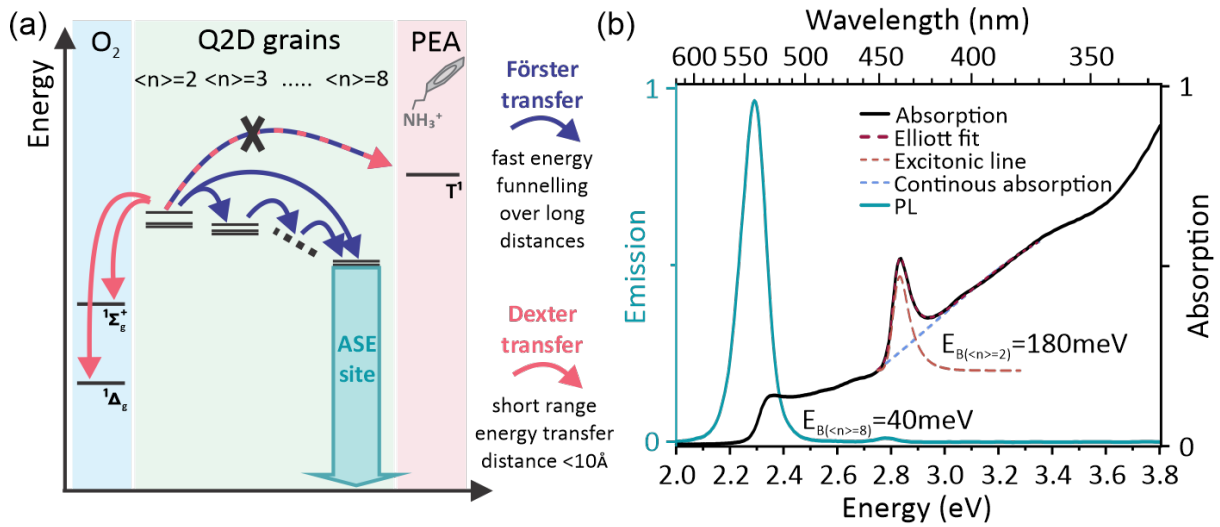 (a)
O₂
Q2D grains
PEA
<n>=2 <n>=3 ..... <n>=8
NH₃⁺
Energy
T¹
¹Σg⁺
¹Δg
ASE
site
Förster
transfer
fast energy
funnelling
over long
distances
Dexter
transfer
short range
energy transfer
distance <10Å
(b)
Wavelength (nm)
600 550 500 450 400 350
1
0
Emission
Absorption
Elliott fit
Excitonic line
Continous absorption
PL
E_B(<n>=2)=180meV
E_B(<n>=8)=40meV
1
0
Absorption
2.0 2.4 2.6 2.8 3.0 3.2 3.4 3.6 3.8
Energy (eV)